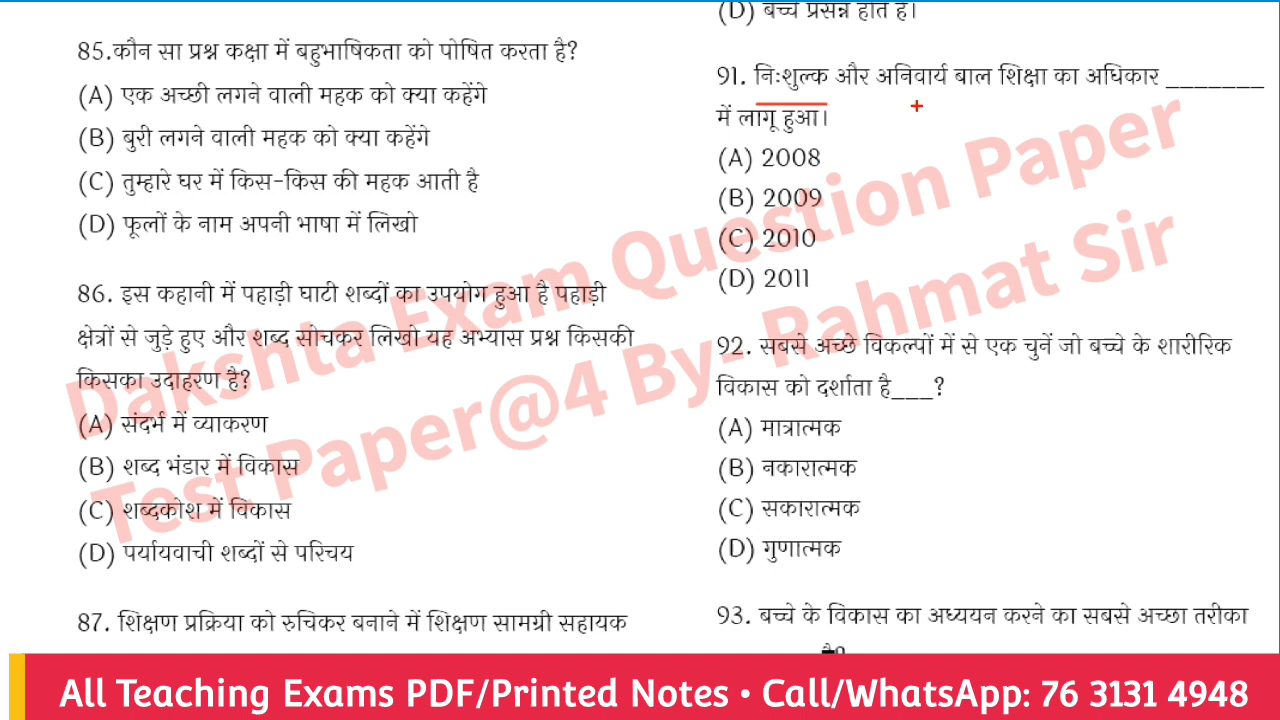 85.कौन सा प्रश्न कक्षा में बहुभाषिकता को पोषित करता है?
(A) एक अच्छी लगने वाली महक को क्या कहेंगे
(B) बुरी लगने वाली महक को क्या कहेंगे
(C) तुम्हारे घर में किस-किस की महक आती है
(D) फूलों के नाम अपनी भाषा में लिखो
86. इस कहानी में पहाड़ी घाटी शब्दों का उपयोग हुआ है पहाड़ी
क्षेत्रों से जुड़े हुए और शब्द सोचकर लिखो यह अभ्यास प्रश्न किसकी
किसका उदाहरण है?
(A) संदर्भ में व्याकरण
(B) शब्द भंडार में विकास
(C) शब्दकोश में विकास
(D) पर्यायवाची शब्दों से परिचय
87. शिक्षण प्रक्रिया को रुचिकर बनाने में शिक्षण सामग्री सहायक
(D) बच्चे प्रसन्न होते हैं।
91. निःशुल्क और अनिवार्य बाल शिक्षा का अधिकार _______
में लागू हुआ।
(A) 2008
(B) 2009
(C) 2010
(D) 2011
92. सबसे अच्छे विकल्पों में से एक चुनें जो बच्चे के शारीरिक
विकास को दर्शाता है___?
(A) मात्रात्मक
(B) नकारात्मक
(C) सकारात्मक
(D) गुणात्मक
93. बच्चे के विकास का अध्ययन करने का सबसे अच्छा तरीका
Dakshta Exam Question Paper
Test Paper@4 By- Rahmat Sir
All Teaching Exams PDF/Printed Notes • Call/WhatsApp: 76 3131 4948